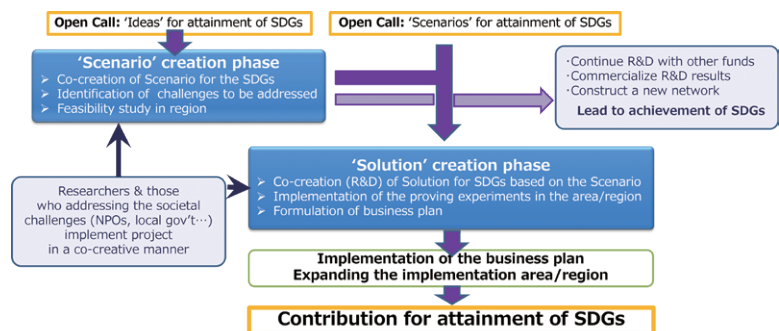 Open Call: 'Ideas' for attainment of SDGs
Open Call: 'Scenarios' for attainment of SDGs
'Scenario' creation phase
➢ Co-creation of Scenario for the SDGs
➢ Identification of challenges to be addressed
➢ Feasibility study in region
・Continue R&D with other funds
・Commercialize R&D results
・Construct a new network
Lead to achievement of SDGs
'Solution' creation phase
➢ Co-creation (R&D) of Solution for SDGs based on the Scenario
➢ Implementation of the proving experiments in the area/region
➢ Formulation of business plan
Researchers & those
who addressing the societal
challenges (NPOs, local gov't…)
implement project
in a co-creative manner
Implementation of the business plan
Expanding the implementation area/region
Contribution for attainment of SDGs